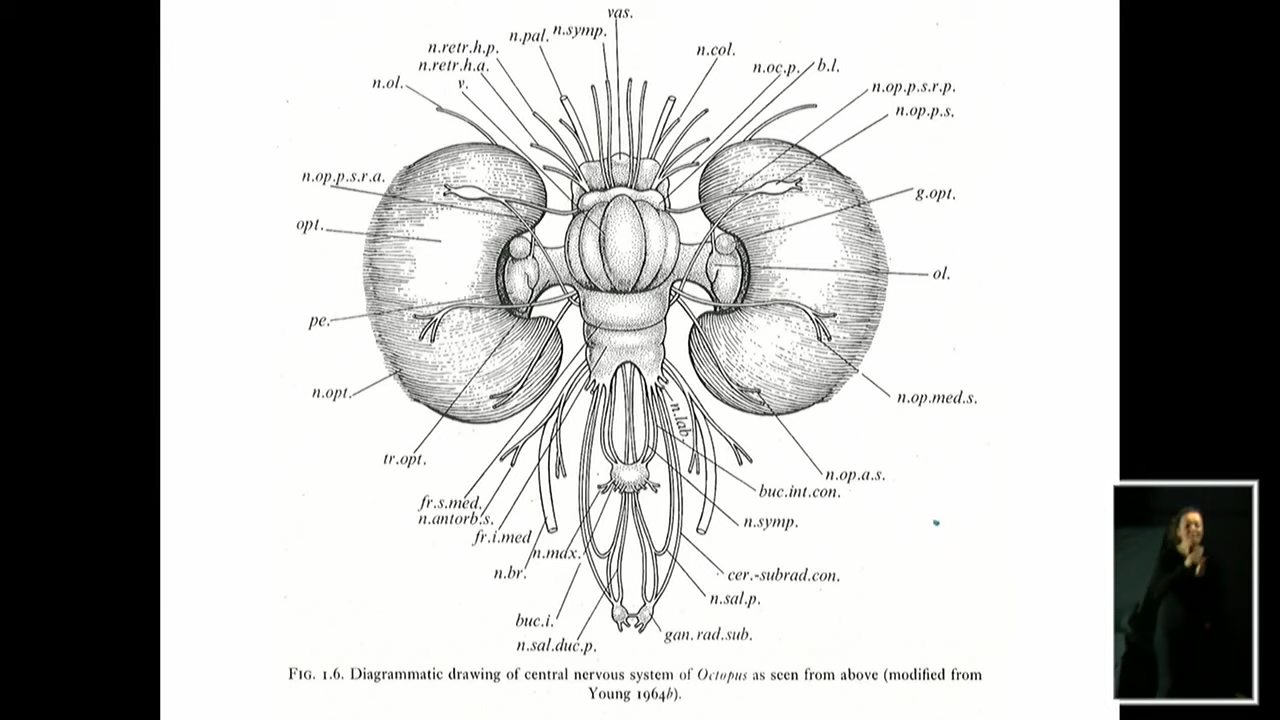 vas.
n.pal.
n.symp.
n.retr.h.p.
n.col.
n.retr.h.a.
n.oc.p.
b.l.
n.ol.
v.
n.op.p.s.r.p.
n.op.p.s.
n.op.p.s.r.a.
g.opt.
opt.
ol.
pe.
n.opt.
n.op.med.s.
n.lab.
tr.opt.
n.op.a.s.
buc.int.con.
fr.s.med.
n.antorb.s.
n.symp.
fr.i.med
n.mdx.
n.br.
cer.-subrad.con.
n.sal.p.
buc.i.
gan.rad.sub.
n.sal.duc.p.
FIG. 1.6. Diagrammatic drawing of central nervous system of Octopus as seen from above (modified from
Young 1964b).